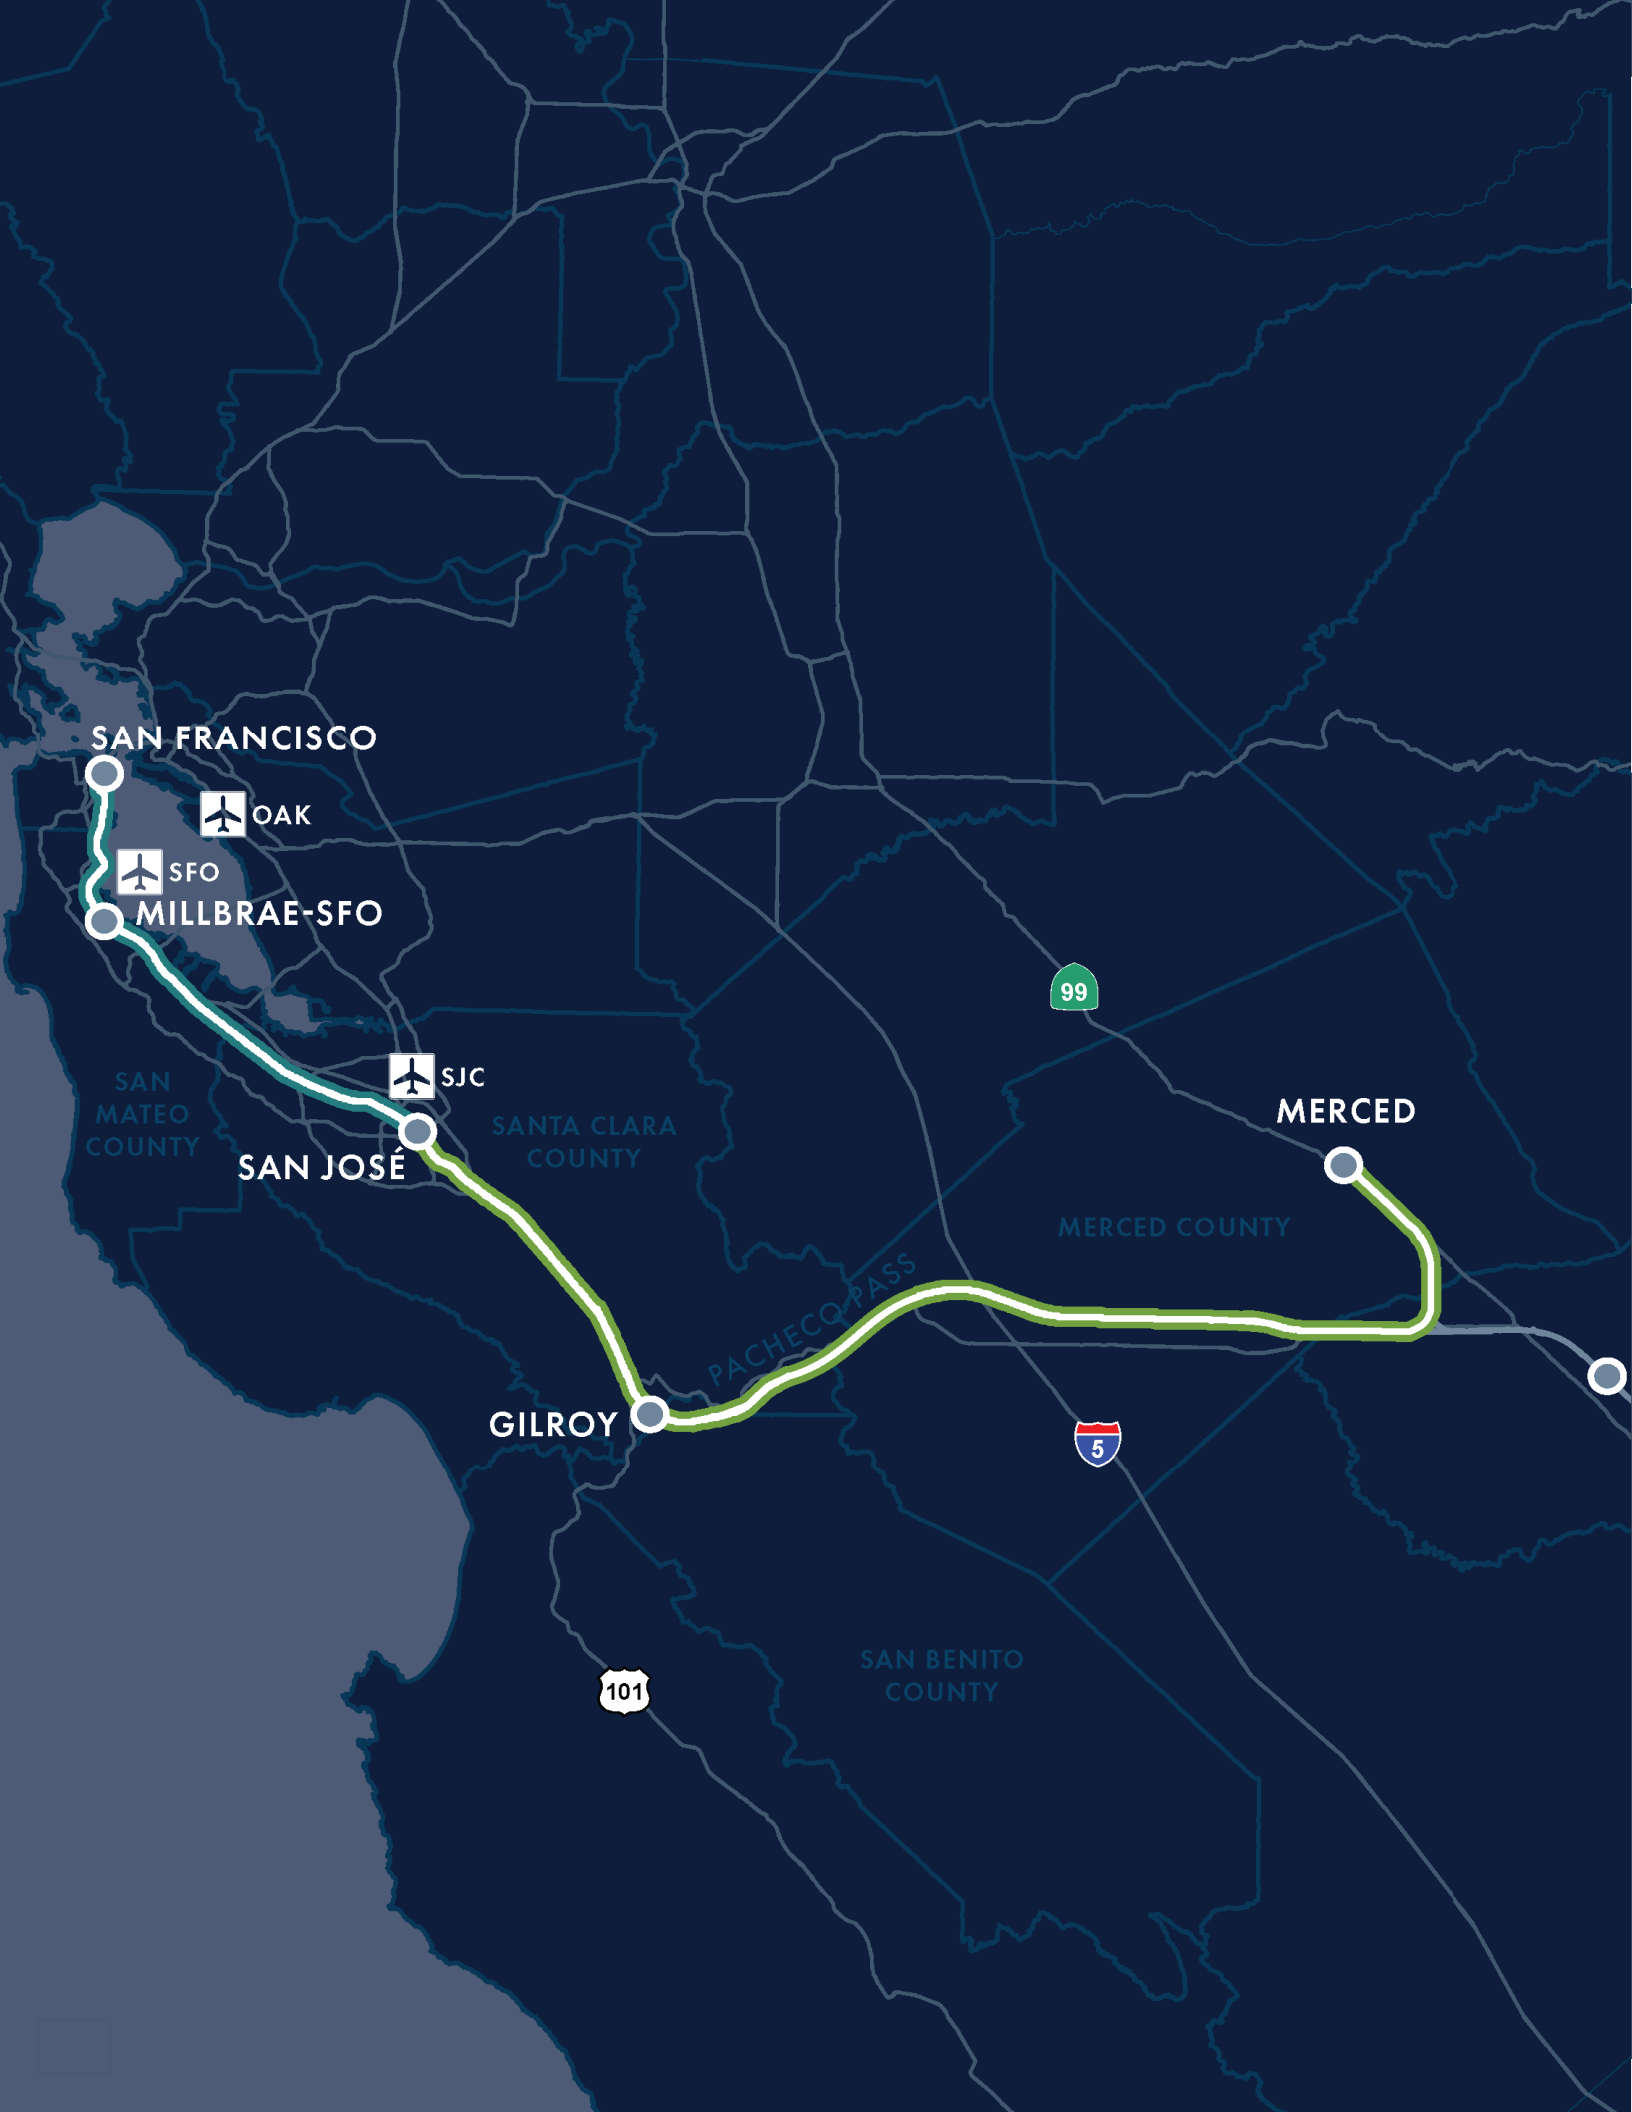 SAN FRANCISCO
OAK
SFO
MILLBRAE-SFO
99
SJC
SAN
MATEO
COUNTY
SANTA CLARA
COUNTY
MERCED
SAN JOSÉ
MERCED COUNTY
PACHECO PASS
GILROY
5
SAN BENITO
COUNTY
101